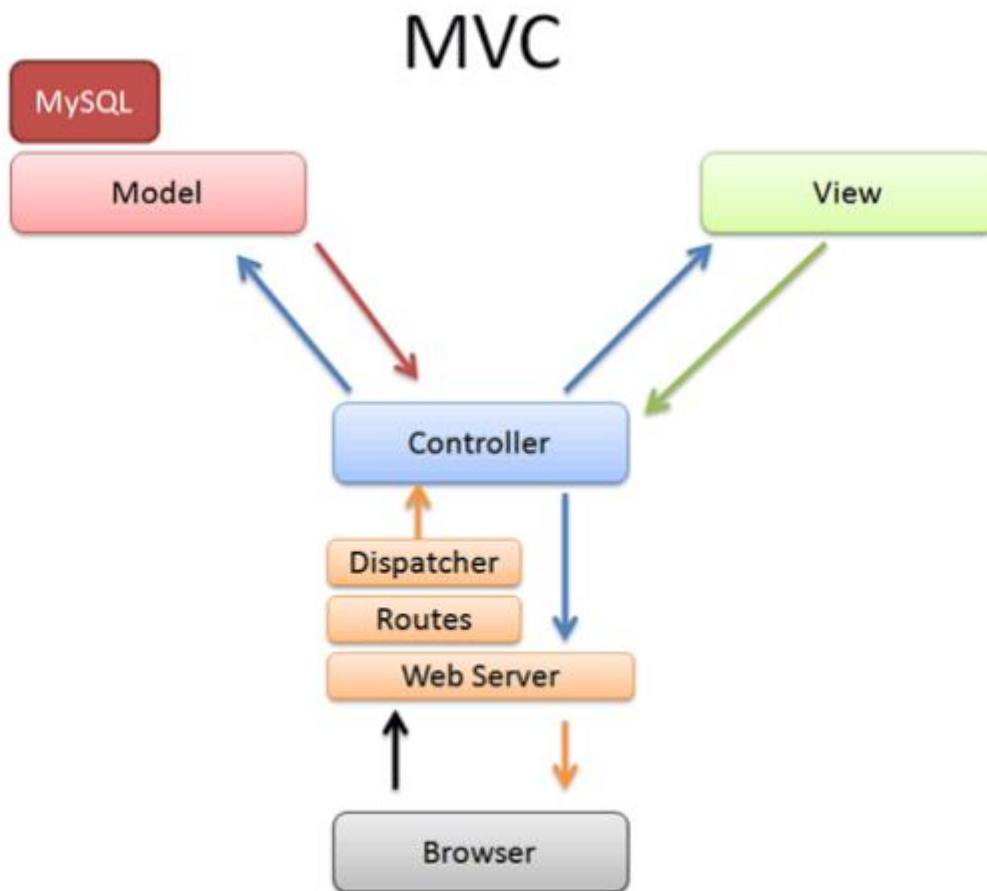 MVC
MySQL
Model
View
Controller
Dispatcher
Routes
Web Server
Browser